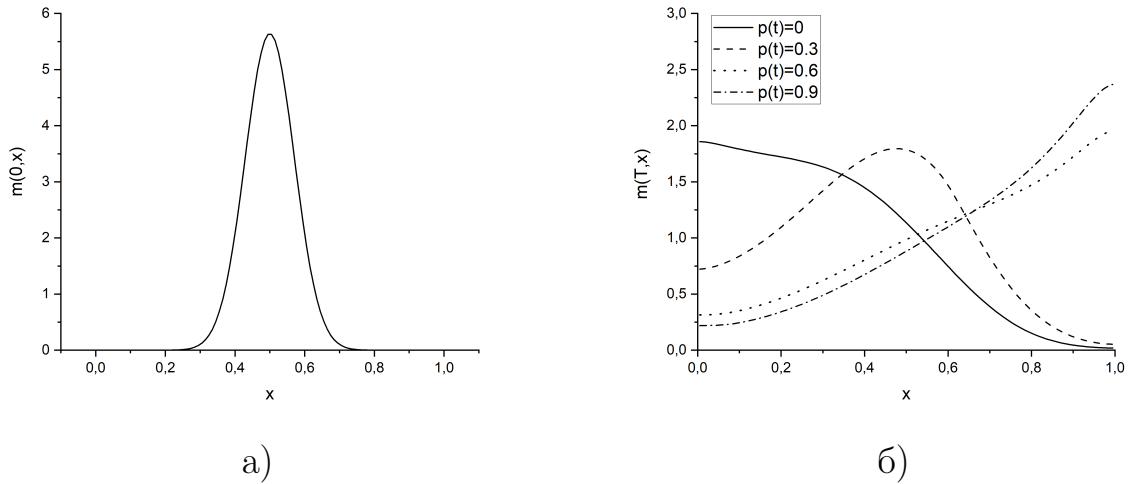 6
5
4
3
2
1
0
m(0,x)
0,0
0,2
0,4
0,6
0,8
1,0
x
а)
3,0
2,5
2,0
1,5
1,0
0,5
0,0
m(T,x)
p(t)=0
p(t)=0.3
p(t)=0.6
p(t)=0.9
0,0
0,2
0,4
0,6
0,8
1,0
x
б)